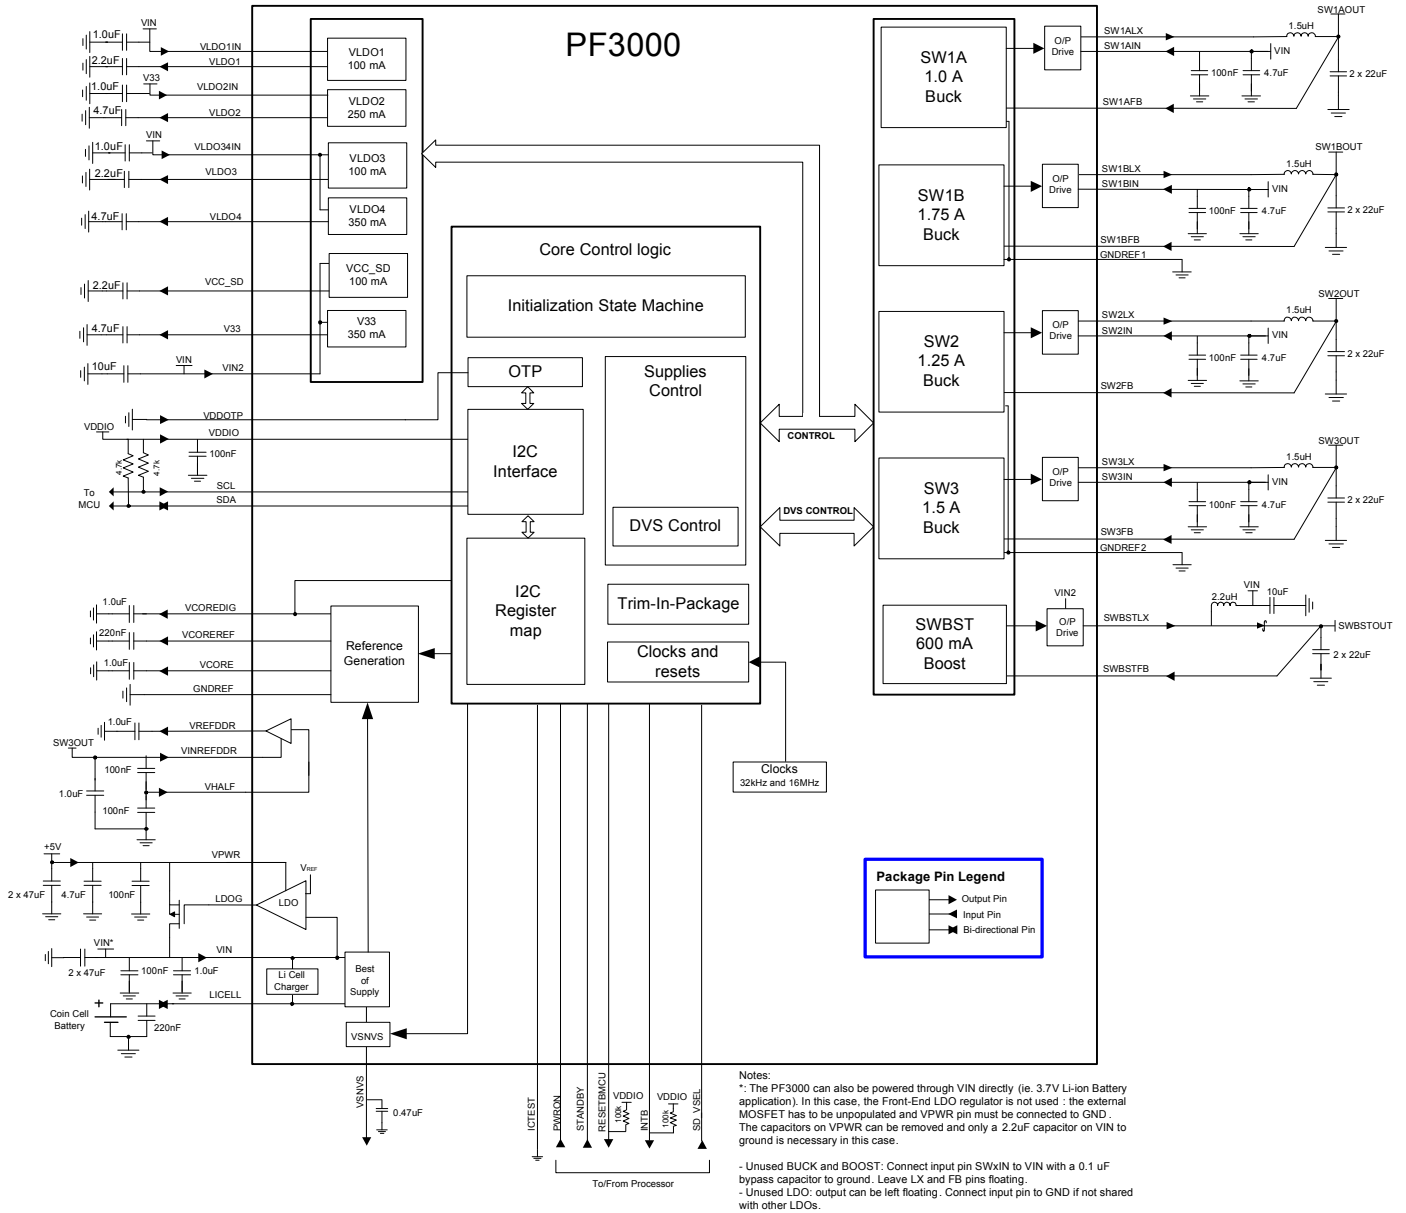 PF3000
VIN
1.0uF
VLDO1IN
2.2uF
VLDO1
V33
1.0uF
VLDO2IN
4.7uF
VLDO2
VIN
1.0uF
VLDO34IN
2.2uF
VLDO3
4.7uF
VLDO4
2.2uF
VCC_SD
4.7uF
V33
10uF
VIN
VIN2
VLDO1
100 mA
VLDO2
250 mA
VLDO3
100 mA
VLDO4
350 mA
VCC_SD
100 mA
V33
350 mA
VDDOTP
VDDIO
VDDIO
100nF
4.7k
4.7k
To
MCU
SCL
SDA
Core Control logic
Initialization State Machine
OTP
I2C
Interface
I2C
Register
map
Supplies
Control
DVS Control
Trim-In-Package
Clocks and
resets
Clocks
32kHz and 16MHz
CONTROL
DVS CONTROL
1.0uF
VCOREDIG
220nF
VCOREREF
1.0uF
VCORE
GNDREF
Reference
Generation
1.0uF
VREFDDR
SW3OUT
VINREFDDR
100nF
1.0uF
VHALF
100nF
+5V
VPWR
2 x 47uF
4.7uF
100nF
LDOG
LDO
VREF
VIN*
VIN
2 x 47uF
100nF
1.0uF
Li Cell
Charger
Best
of
Supply
LICELL
+
Coin Cell
Battery
220nF
VSNVS
VSNVS
0.47uF
ICTEST
PWRON
STANDBY
RESETBMCU
VDDIO
100k
INTB
VDDIO
100k
SD_VSEL
To/From Processor
SW1A
1.0 A
Buck
O/P
Drive
SW1ALX
SW1AIN
SW1AFB
1.5uH
SW1AOUT
VIN
100nF
4.7uF
2 x 22uF
SW1B
1.75 A
Buck
O/P
Drive
SW1BLX
SW1BIN
SW1BFB
GNDREF1
1.5uH
SW1BOUT
VIN
100nF
4.7uF
2 x 22uF
SW2
1.25 A
Buck
O/P
Drive
SW2LX
SW2IN
SW2FB
1.5uH
SW2OUT
VIN
100nF
4.7uF
2 x 22uF
SW3
1.5 A
Buck
O/P
Drive
SW3LX
SW3IN
SW3FB
GNDREF2
1.5uH
SW3OUT
VIN
100nF
4.7uF
2 x 22uF
SWBST
600 mA
Boost
VIN2
O/P
Drive
SWBSTLX
SWBSTFB
2.2uH
VIN
10uF
SWBSTOUT
2 x 22uF
Package Pin Legend
Output Pin
Input Pin
Bi-directional Pin
Notes:
*: The PF3000 can also be powered through VIN directly (ie. 3.7V Li-ion Battery
application). In this case, the Front-End LDO regulator is not used : the external
MOSFET has to be unpopulated and VPWR pin must be connected to GND .
The capacitors on VPWR can be removed and only a 2.2uF capacitor on VIN to
ground is necessary in this case.
- Unused BUCK and BOOST: Connect input pin SWxIN to VIN with a 0.1 uF
bypass capacitor to ground. Leave LX and FB pins floating.
- Unused LDO: output can be left floating. Connect input pin to GND if not shared
with other LDOs.